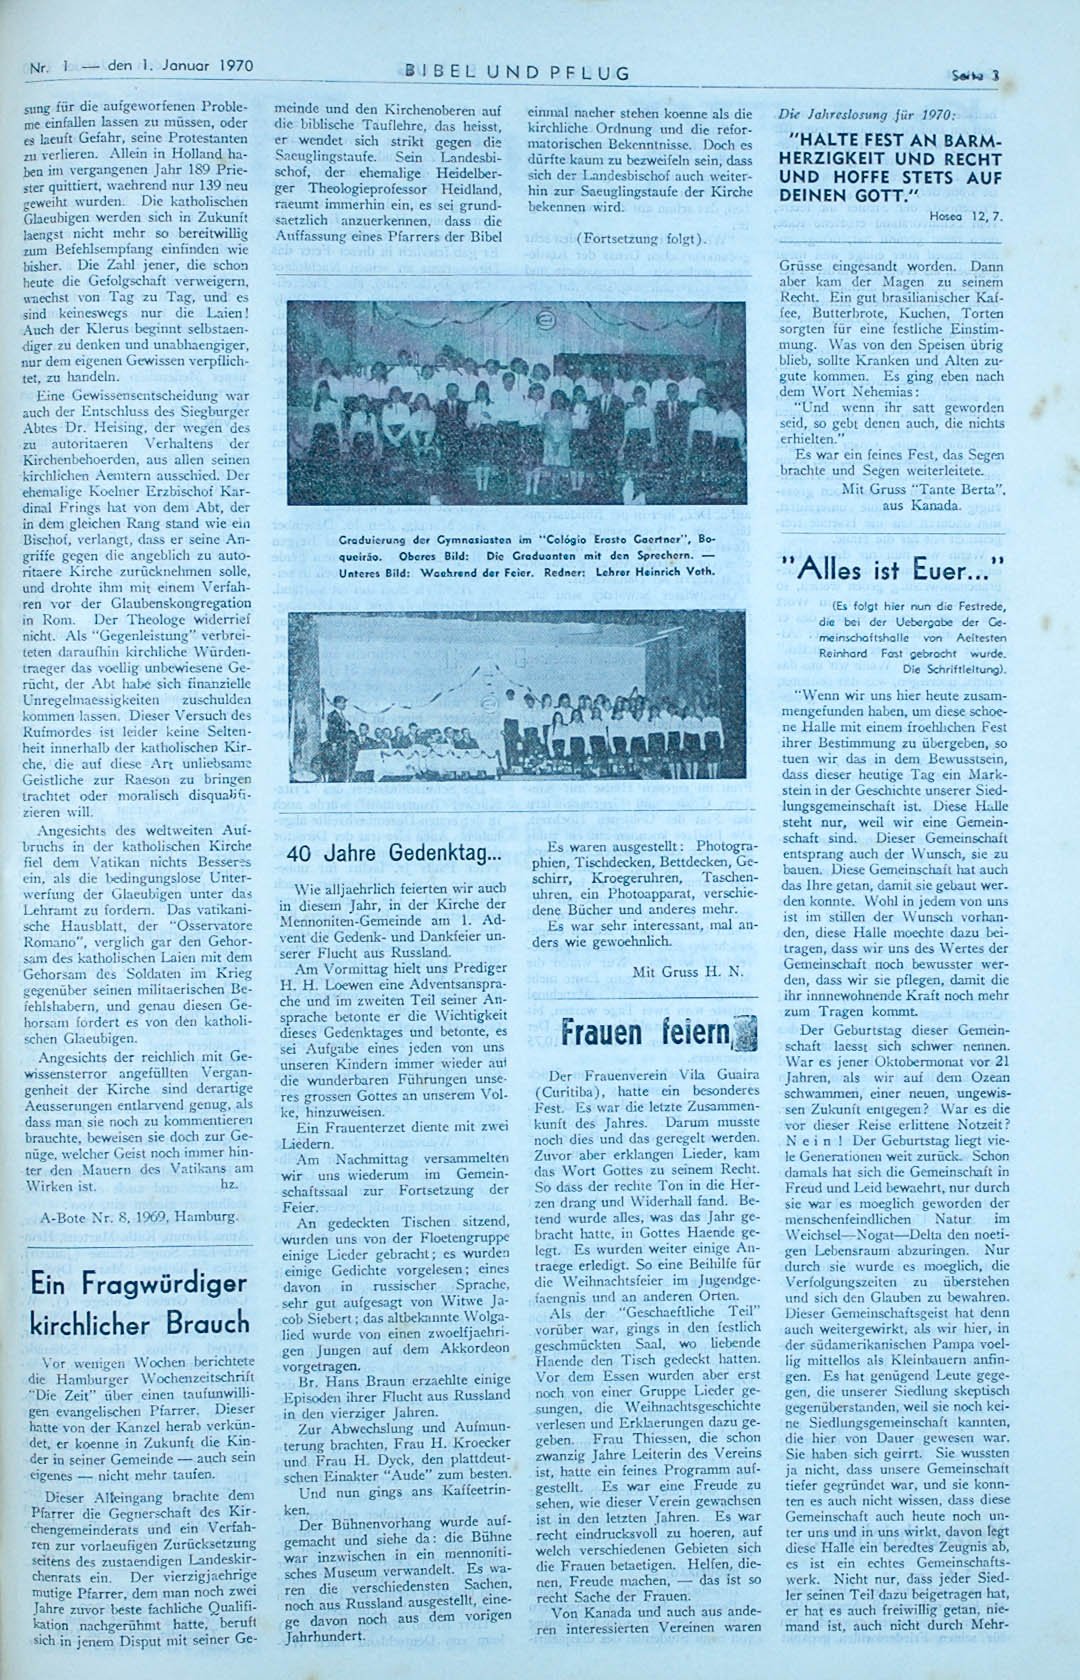 Nr. 1 — den 1. Januar 1970
BIBEL UND PFLUG
Seite 3
sung für die aufgeworfenen Proble-
me einfallen lassen zu müssen, oder
es laeuft Gefahr, seine Protestanten
zu verlieren. Allein in Holland ha-
ben im vergangenen Jahr 189 Prie-
ster quittiert, waehrend nur 139 neu
geweiht wurden. Die katholischen
Glaeubigen werden sich in Zukunft
laengst nicht mehr so bereitwillig
zum Befehlsempfang einfinden wie
bisher. Die Zahl jener, die schon
heute die Gefolgschaft verweigern,
waechst von Tag zu Tag, und es
sind keineswegs nur die Laien!
Auch der Klerus beginnt selbstaen-
diger zu denken und unabhaengiger,
nur dem eigenen Gewissen verpflich-
tet, zu handeln.
Eine Gewissensentscheidung war
auch der Entschluss des Siegburger
Abtes Dr. Heising, der wegen des
zu autoritaeren Verhaltens der
Kirchenbehoerden, aus allen seinen
kirchlichen Aemtern ausschied. Der
ehemalige Koelner Erzbischof Kar-
dinal Frings hat von dem Abt, der
in dem gleichen Rang stand wie ein
Bischof, verlangt, dass er seine An-
griffe gegen die angeblich zu auto-
ritaere Kirche zurücknehmen solle,
und drohte ihm mit einem Verfah-
ren vor der Glaubenskongregation
in Rom. Der Theologe widerrief
nicht. Als "Gegenleistung" verbrei-
teten daraufhin kirchliche Würden-
traeger das voellig unbewiesene Ge-
rücht, der Abt habe sich finanzielle
Unregelmaessigkeiten zuschulden
kommen lassen. Dieser Versuch des
Rufmordes ist leider keine Selten-
heit innerhalb der katholischen Kir-
che, die auf diese Art unliebsame
Geistliche zur Raeson zu bringen
trachtet oder moralisch disqualifi-
zieren will.
Angesichts des weltweiten Auf-
bruchs in der katholischen Kirche
fiel dem Vatikan nichts Besseres
ein, als die bedingungslose Unter-
werfung der Glaeubigen unter das
Lehramt zu fordern. Das vatikani-
sche Hausblatt, der "Osservatore
Romano", verglich gar den Gehor-
sam des katholischen Laien mit dem
Gehorsam des Soldaten im Krieg
gegenüber seinen militaerischen Be-
fehlshabern, und genau diesen Ge-
horsam fordert es von den katholi-
schen Glaeubigen.
Angesichts der reichlich mit Ge-
wissensterror angefüllten Vergan-
genheit der Kirche sind derartige
Aeusserungen entlarvend genug, als
dass man sie noch zu kommentieren
brauchte, beweisen sie doch zur Ge-
nüge, welcher Geist noch immer hin-
ter den Mauern des Vatikans am
Wirken ist. hz.
A-Bote Nr. 8, 1969, Hamburg.
Ein Fragwürdiger
kirchlicher Brauch
Vor wenigen Wochen berichtete
die Hamburger Wochenzeitschrift
"Die Zeit" über einen taufunwilli-
gen evangelischen Pfarrer. Dieser
hatte von der Kanzel herab verkün-
det, er koenne in Zukunft die Kin-
der in seiner Gemeinde — auch sein
eigenes — nicht mehr taufen.
Dieser Alleingang brachte dem
Pfarrer die Gegnerschaft des Kir-
chengemeinderats und ein Verfah-
ren zur vorlaeufigen Zurücksetzung
seitens des zustaendigen Landeskir-
chenrats ein. Der vierzigjaehrige
mutige Pfarrer, dem man noch zwei
Jahre zuvor beste fachliche Qualifi-
kation nachgerühmt hatte, beruft
sich in jenem Disput mit seiner Ge-
meinde und den Kirchenoberen auf
die biblische Tauflehre, das heisst,
er wendet sich strikt gegen die
Saeuglingstaufe. Sein Landesbi-
schof, der ehemalige Heidelber-
ger Theologieprofessor Heidland,
raeumt immerhin ein, es sei grund-
saetzlich anzuerkennen, dass die
Auffassung eines Pfarrers der Bibel
einmal naeher stehen koenne als die
kirchliche Ordnung und die refor-
matorischen Bekenntnisse. Doch es
dürfte kaum zu bezweifeln sein, dass
sich der Landesbischof auch weiter-
hin zur Saeuglingstaufe der Kirche
bekennen wird.
(Fortsetzung folgt).
Graduierung der Gymnasiasten im "Colégio Erasto Gaertner", Bo-
queirão. Oberes Bild: Die Graduanten mit den Sprechern. —
Unteres Bild: Waehrend der Feier. Redner: Lehrer Heinrich Voth.
40 Jahre Gedenktag...
Wie alljaehrlich feierten wir auch
in diesem Jahr, in der Kirche der
Mennoniten-Gemeinde am 1. Ad-
vent die Gedenk- und Dankfeier un-
serer Flucht aus Russland.
Am Vormittag hielt uns Prediger
H. H. Loewen eine Adventsanspra-
che und im zweiten Teil seiner An-
sprache betonte er die Wichtigkeit
dieses Gedenktages und betonte, es
sei Aufgabe eines jeden von uns
unseren Kindern immer wieder auf
die wunderbaren Führungen unse-
res grossen Gottes an unserem Vol-
ke, hinzuweisen.
Ein Frauenterzet diente mit zwei
Liedern.
Am Nachmittag versammelten
wir uns wiederum im Gemein-
schaftssaal zur Fortsetzung der
Feier.
An gedeckten Tischen sitzend,
wurden uns von der Floetengruppe
einige Lieder gebracht; es wurden
einige Gedichte vorgelesen; eines
davon in russischer Sprache,
sehr gut aufgesagt von Witwe Ja-
cob Siebert; das altbekannte Wolga-
lied wurde von einen zwoelfjaehri-
gen Jungen auf dem Akkordeon
vorgetragen.
Br. Hans Braun erzaehlte einige
Episoden ihrer Flucht aus Russland
in den vierziger Jahren.
Zur Abwechslung und Aufmun-
terung brachten, Frau H. Kroecker
und Frau H. Dyck, den plattdeut-
schen Einakter "Aude" zum besten.
Und nun gings ans Kaffeetrin-
ken.
Der Bühnenvorhang wurde auf-
gemacht und siehe da: die Bühne
war inzwischen in ein mennoniti-
sches Museum verwandelt. Es wa-
ren die verschiedensten Sachen,
noch aus Russland ausgestellt, eine-
ge davon noch aus dem vorigen
Jahrhundert.
Es waren ausgestellt: Photogra-
phien, Tischdecken, Bettdecken, Ge-
schirr, Kroegeruhren, Taschen-
uhren, ein Photoapparat, verschie-
dene Bücher und anderes mehr.
Es war sehr interessant, mal an-
ders wie gewoehnlich.
Mit Gruss H. N.
Frauen feiern
Der Frauenverein Vila Guaira
(Curitiba), hatte ein besonderes
Fest. Es war die letzte Zusammen-
kunft des Jahres. Darum musste
noch dies und das geregelt werden.
Zuvor aber erklangen Lieder, kam
das Wort Gottes zu seinem Recht.
So dass der rechte Ton in die Her-
zen drang und Widerhall fand. Be-
tend wurde alles, was das Jahr ge-
bracht hatte, in Gottes Haende ge-
legt. Es wurden weiter einige An-
traege erledigt. So eine Beihilfe für
die Weihnachtsfeier im Jugendge-
faengnis und an anderen Orten.
Als der "Geschaeftliche Teil"
vorüber war, gings in den festlich
geschmückten Saal, wo liebende
Haende den Tisch gedeckt hatten.
Vor dem Essen wurden aber erst
noch von einer Gruppe Lieder ge-
sungen, die Weihnachtsgeschichte
verlesen und Erklaerungen dazu ge-
geben. Frau Thiessen, die schon
zwanzig Jahre Leiterin des Vereins
ist, hatte ein feines Programm auf-
gestellt. Es war eine Freude zu
sehen, wie dieser Verein gewachsen
ist in den letzten Jahren. Es war
recht eindrucksvoll zu hoeren, auf
welch verschiedenen Gebieten sich
die Frauen betaetigen. Helfen, die-
nen, Freude machen, — das ist so
recht Sache der Frauen.
Von Kanada und auch aus ande-
ren interessierten Vereinen waren
Die Jahreslosung für 1970:
"HALTE FEST AN BARM-
HERZIGKEIT UND RECHT
UND HOFFE STETS AUF
DEINEN GOTT."
Hosea 12, 7.
Grüsse eingesandt worden. Dann
aber kam der Magen zu seinem
Recht. Ein gut brasilianischer Kaf-
fee, Butterbrote, Kuchen, Torten
sorgten für eine festliche Einstim-
mung. Was von den Speisen übrig
blieb, sollte Kranken und Alten zu-
gute kommen. Es ging eben nach
dem Wort Nehemias:
"Und wenn ihr satt geworden
seid, so gebt denen auch, die nichts
erhielten."
Es war ein feines Fest, das Segen
brachte und Segen weiterleitete.
Mit Gruss "Tante Berta",
aus Kanada.
"Alles ist Euer..."
(Es folgt hier nun die Festrede,
die bei der Uebergabe der Ge-
meinschaftshalle von Aeltesten
Reinhard Fast gebracht wurde.
Die Schriftleitung).
"Wenn wir uns hier heute zusam-
mengefunden haben, um diese schoe-
ne Halle mit einem froehlichen Fest
ihrer Bestimmung zu übergeben, so
tuen wir das in dem Bewusstsein,
dass dieser heutige Tag ein Mark-
stein in der Geschichte unserer Sied-
lungsgemeinschaft ist. Diese Halle
steht nur, weil wir eine Gemein-
schaft sind. Dieser Gemeinschaft
entsprang auch der Wunsch, sie zu
bauen. Diese Gemeinschaft hat auch
das Ihre getan, damit sie gebaut wer-
den konnte. Wohl in jedem von uns
ist im stillen der Wunsch vorhan-
den, diese Halle moechte dazu bei-
tragen, dass wir uns des Wertes der
Gemeinschaft noch bewusster wer-
den, dass wir sie pflegen, damit die
ihr innnewohnende Kraft noch mehr
zum Tragen kommt.
Der Geburtstag dieser Gemein-
schaft laesst sich schwer nennen.
War es jener Oktobermonat vor 21
Jahren, als wir auf dem Ozean
schwammen, einer neuen, ungewis-
sen Zukunft entgegen? War es die
vor dieser Reise erlittene Notzeit?
Nein! Der Geburtstag liegt vie-
le Generationen weit zurück. Schon
damals hat sich die Gemeinschaft in
Freud und Leid bewaehrt, nur durch
sie war es moeglich geworden der
menschenfeindlichen Natur im
Weichsel—Nogat—Delta den noeti-
gen Lebensraum abzuringen. Nur
durch sie wurde es moeglich, die
Verfolgungszeiten zu überstehen
und sich den Glauben zu bewahren.
Dieser Gemeinschaftsgeist hat denn
auch weitergewirkt, als wir hier, in
der südamerikanischen Pampa voel-
lig mittellos als Kleinbauern anfin-
gen. Es hat genügend Leute gege-
gen, die unserer Siedlung skeptisch
gegenüberstanden, weil sie noch kei-
ne Siedlungsgemeinschaft kannten,
die hier von Dauer gewesen war.
Sie haben sich geirrt. Sie wussten
ja nicht, dass unsere Gemeinschaft
tiefer gegründet war, und sie konn-
ten es auch nicht wissen, dass diese
Gemeinschaft auch heute noch un-
ter uns und in uns wirkt, davon legt
diese Halle ein beredtes Zeugnis ab,
es ist ein echtes Gemeinschafts-
werk. Nicht nur, dass jeder Sied-
ler seinen Teil dazu beigetragen hat,
er hat es auch freiwillig getan, nie-
mand ist, auch nicht durch Mehr-